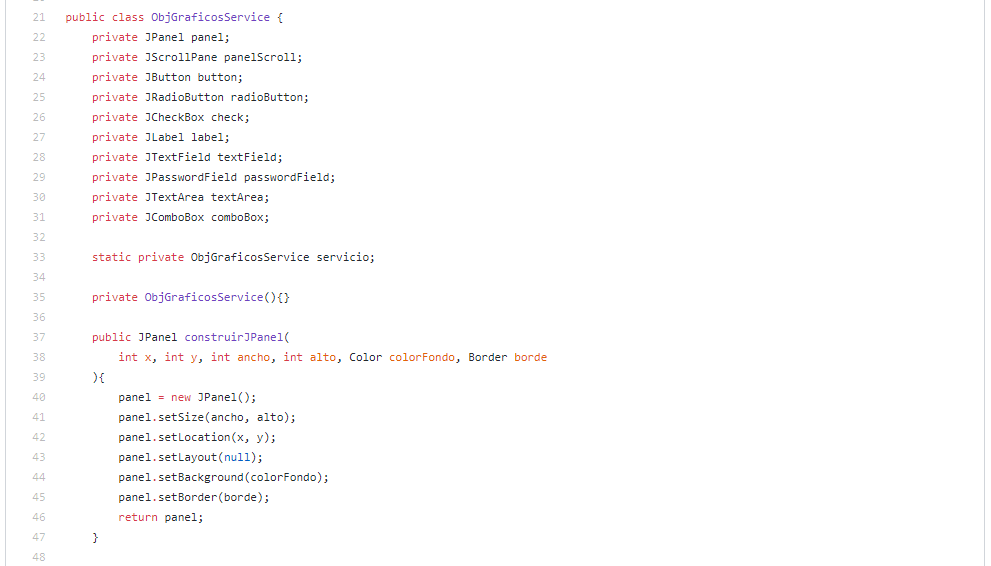 21 public class ObjGraficosService {
22     private JPanel panel;
23     private JScrollPane panelScroll;
24     private JButton button;
25     private JRadioButton radioButton;
26     private JCheckBox check;
27     private JLabel label;
28     private JTextField textField;
29     private JPasswordField passwordField;
30     private JTextArea textArea;
31     private JComboBox comboBox;
32
33     static private ObjGraficosService servicio;
34
35     private ObjGraficosService(){}
36
37     public JPanel construirJPanel(
38         int x, int y, int ancho, int alto, Color colorFondo, Border borde
39     ){
40         panel = new JPanel();
41         panel.setSize(ancho, alto);
42         panel.setLocation(x, y);
43         panel.setLayout(null);
44         panel.setBackground(colorFondo);
45         panel.setBorder(borde);
46         return panel;
47     }
48